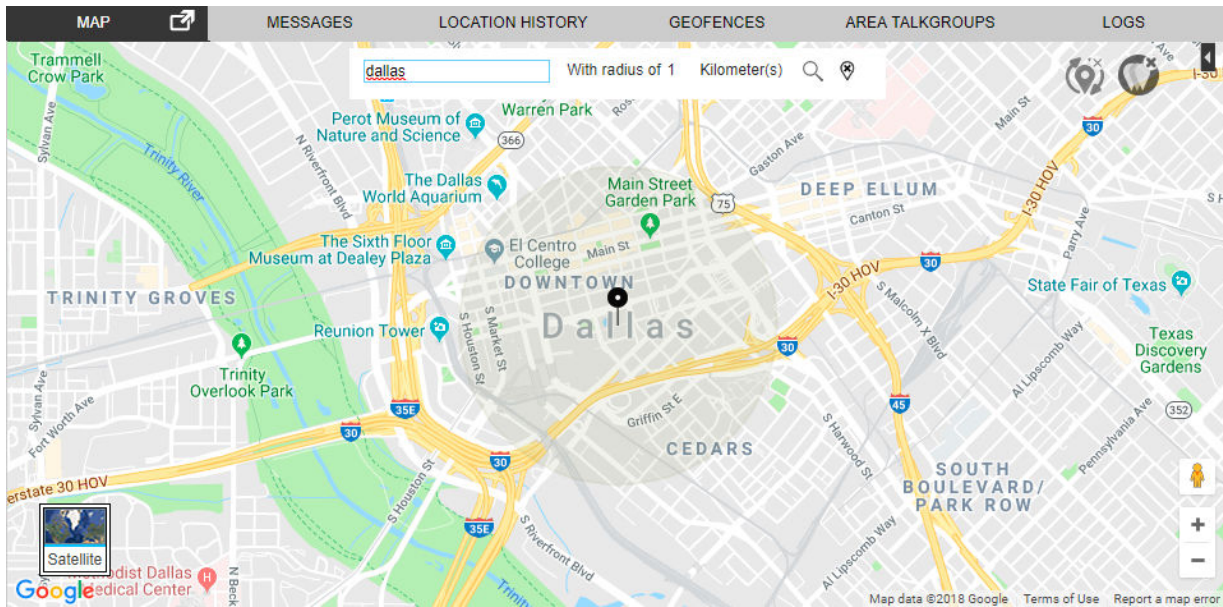 MAP
MESSAGES
LOCATION HISTORY
GEOFENCES
AREA TALKGROUPS
LOGS
dallas
With radius of 1
Kilometer(s)
Trammell
Crow Park
Sylvan Ave
Trinity River
N Riverfront Blvd
Perot Museum of
Nature and Science
366
Warren Park
The Dallas
World Aquarium
Main Street
Garden Park
75
Gaston Ave
DEEP ELLUM
Canton St
Main St
30
I-30 HOV
I-30
Parry Ave
The Sixth Floor
Museum at Dealey Plaza
El Centro
College
Main St
DOWNTOWN
Dallas
TRINITY GROVES
Reunion Tower
S Houston St
S Market St
I-30 HOV
30
S Malcolm X Blvd
State Fair of Texas
Texas
Discovery
Gardens
Al Lipscomb Way
Trinity
Overlook Park
30
Sylvan Ave
Fort Worth Ave
35E
30
Griffin St E
45
352
CEDARS
S Harwood St
Pennsylvania Ave
30
SOUTH
BOULEVARD/
PARK ROW
erstate 30 HOV
S Houston St
35E
S Riverfront Blvd
Al Lipscomb Way
Satellite
Methodist Dallas
Medical Center
H
N Beck
Trinity
Google
+
−
Map data ©2018 Google
Terms of Use
Report a map error